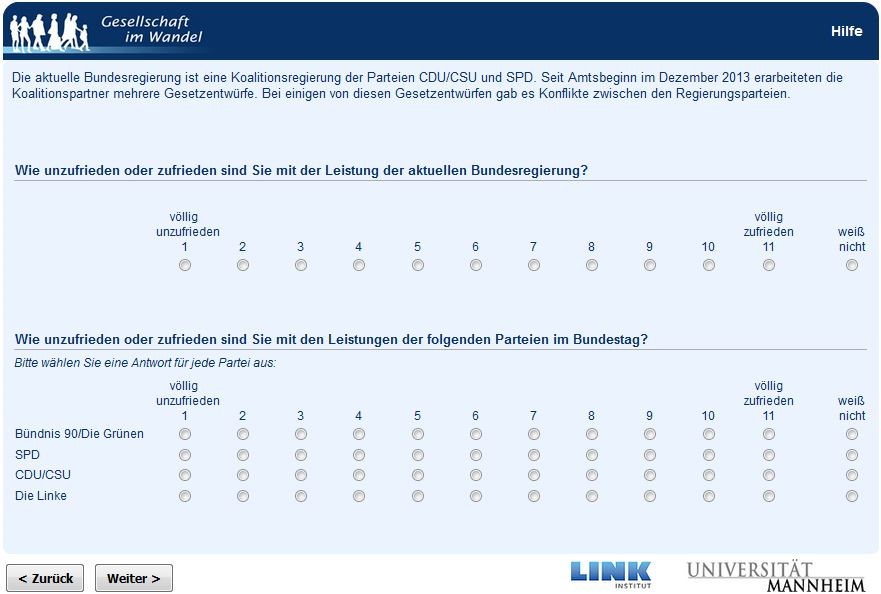 Gesellschaft
im Wandel
Hilfe
Die aktuelle Bundesregierung ist eine Koalitionsregierung der Parteien CDU/CSU und SPD. Seit Amtsbeginn im Dezember 2013 erarbeiteten die
Koalitionspartner mehrere Gesetzentwürfe. Bei einigen von diesen Gesetzentwürfen gab es Konflikte zwischen den Regierungsparteien.
Wie unzufrieden oder zufrieden sind Sie mit der Leistung der aktuellen Bundesregierung?
völlig völlig
unzufrieden zufrieden weiß
1 2 3 4 5 6 7 8 9 10 11 nicht
Wie unzufrieden oder zufrieden sind Sie mit den Leistungen der folgenden Parteien im Bundestag?
Bitte wählen Sie eine Antwort für jede Partei aus:
völlig völlig
unzufrieden zufrieden weiß
1 2 3 4 5 6 7 8 9 10 11 nicht
Bündnis 90/Die Grünen
SPD
CDU/CSU
Die Linke
< Zurück Weiter >
LINK
INSTITUT
UNIVERSITÄT
MANNHEIM